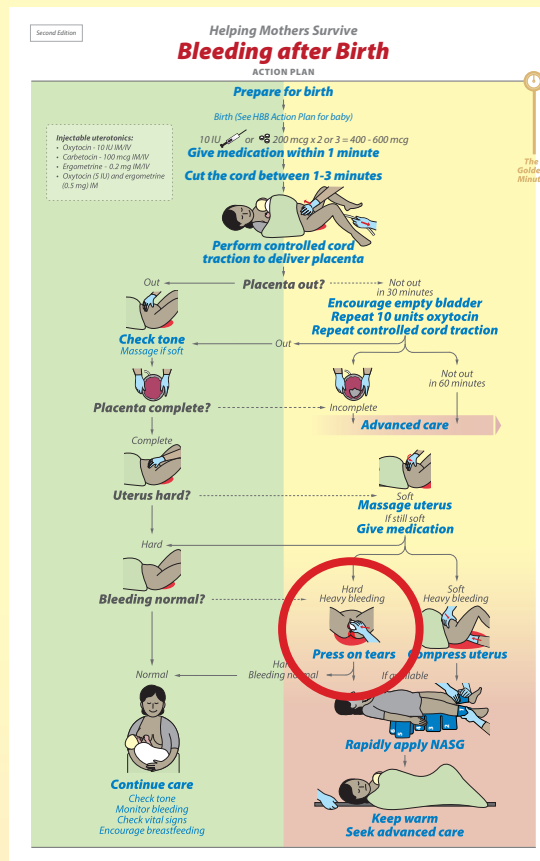 Second Edition
Helping Mothers Survive
Bleeding after Birth
ACTION PLAN
Prepare for birth
Birth (See HBB Action Plan for baby)
Injectable uterotonics:
• Oxytocin - 10 IU IM/IV
• Carbetocin - 100 mcg IM/IV
• Ergometrine – 0.2 mg IM/IV
• Oxytocin (5 IU) and ergometrine
(0.5 mg) IM
10 IU or 200 mcg x 2 or 3 = 400 - 600 mcg
Give medication within 1 minute
The
Golden
Minute
Cut the cord between 1-3 minutes
Perform controlled cord
traction to deliver placenta
Out
Placenta out?
Not out
in 30 minutes
Encourage empty bladder
Repeat 10 units oxytocin
Repeat controlled cord traction
Check tone
Massage if soft
Out
Not out
in 60 minutes
Placenta complete?
Incomplete
Advanced care
Complete
Uterus hard?
Soft
Massage uterus
If still soft
Give medication
Hard
Bleeding normal?
Hard
Heavy bleeding
Soft
Heavy bleeding
Press on tears
Compress uterus
Normal
Hard
Bleeding normal
If available
5
4
3
2
Rapidly apply NASG
Continue care
Check tone
Monitor bleeding
Check vital signs
Encourage breastfeeding
Keep warm
Seek advanced care